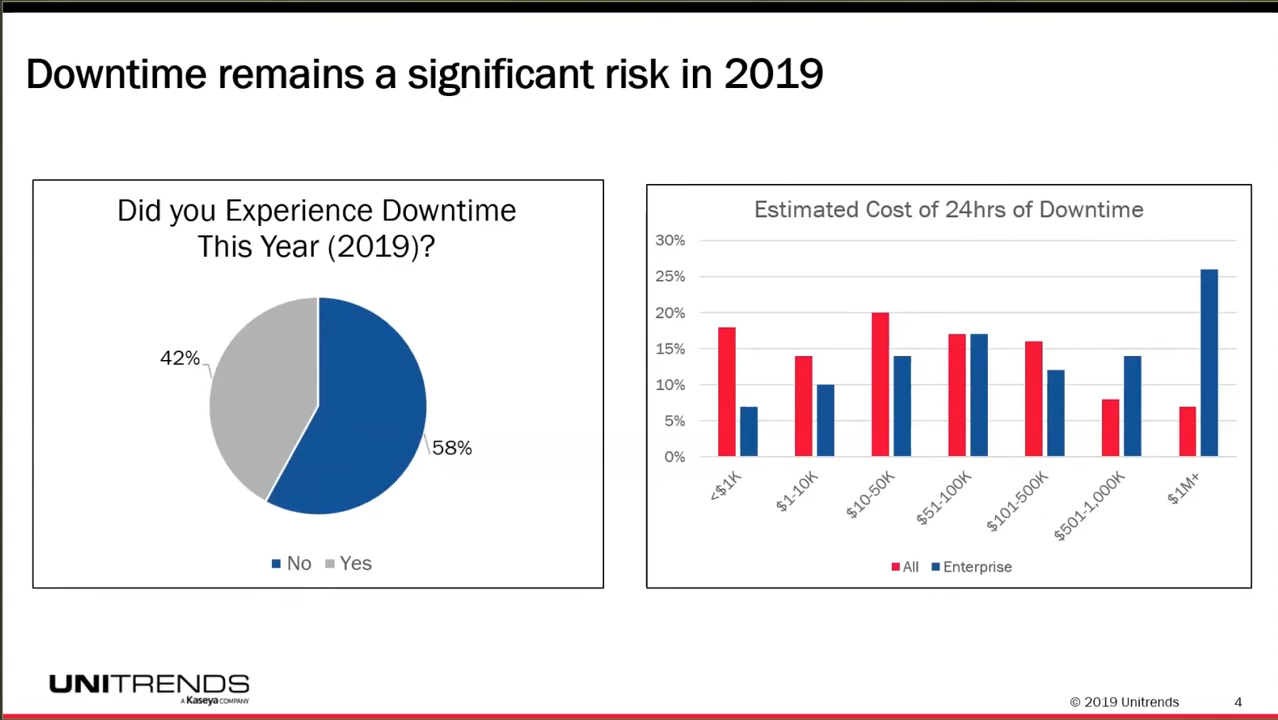 Downtime remains a significant risk in 2019
Did you Experience Downtime
This Year (2019)?
42%
58%
No Yes
Estimated Cost of 24hrs of Downtime
30%
25%
20%
15%
10%
5%
0%
<$1K $1-10K $10-50K $51-100K $101-500K $501-1,000K $1M+
All Enterprise
UNITRENDS
A Kaseya COMPANY
© 2019 Unitrends 4